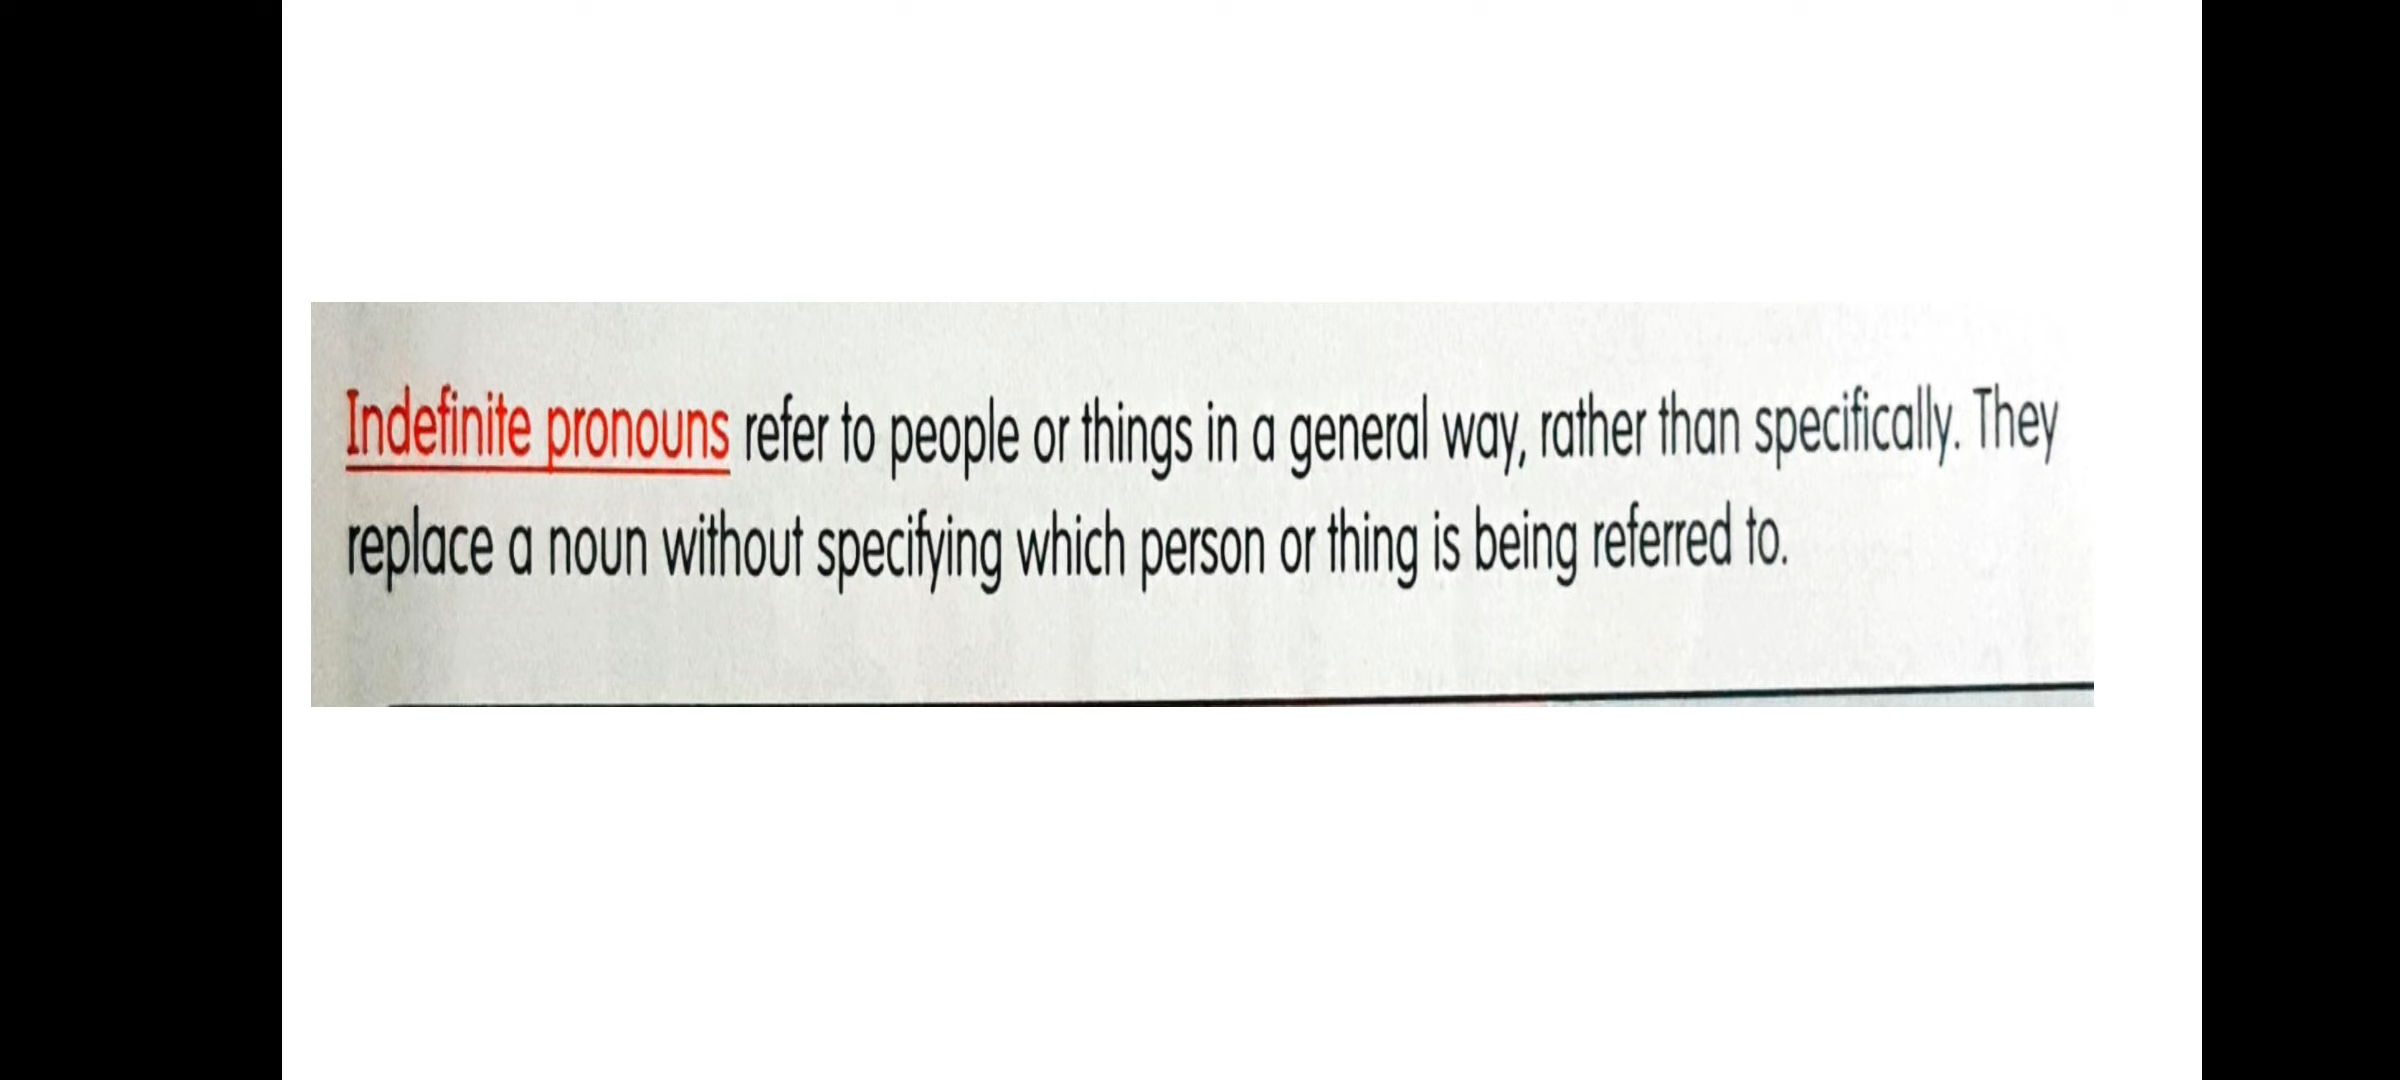 Indefinite pronouns refer to people or things in a general way, rather than specifically. They
replace a noun without specifying which person or thing is being referred to.